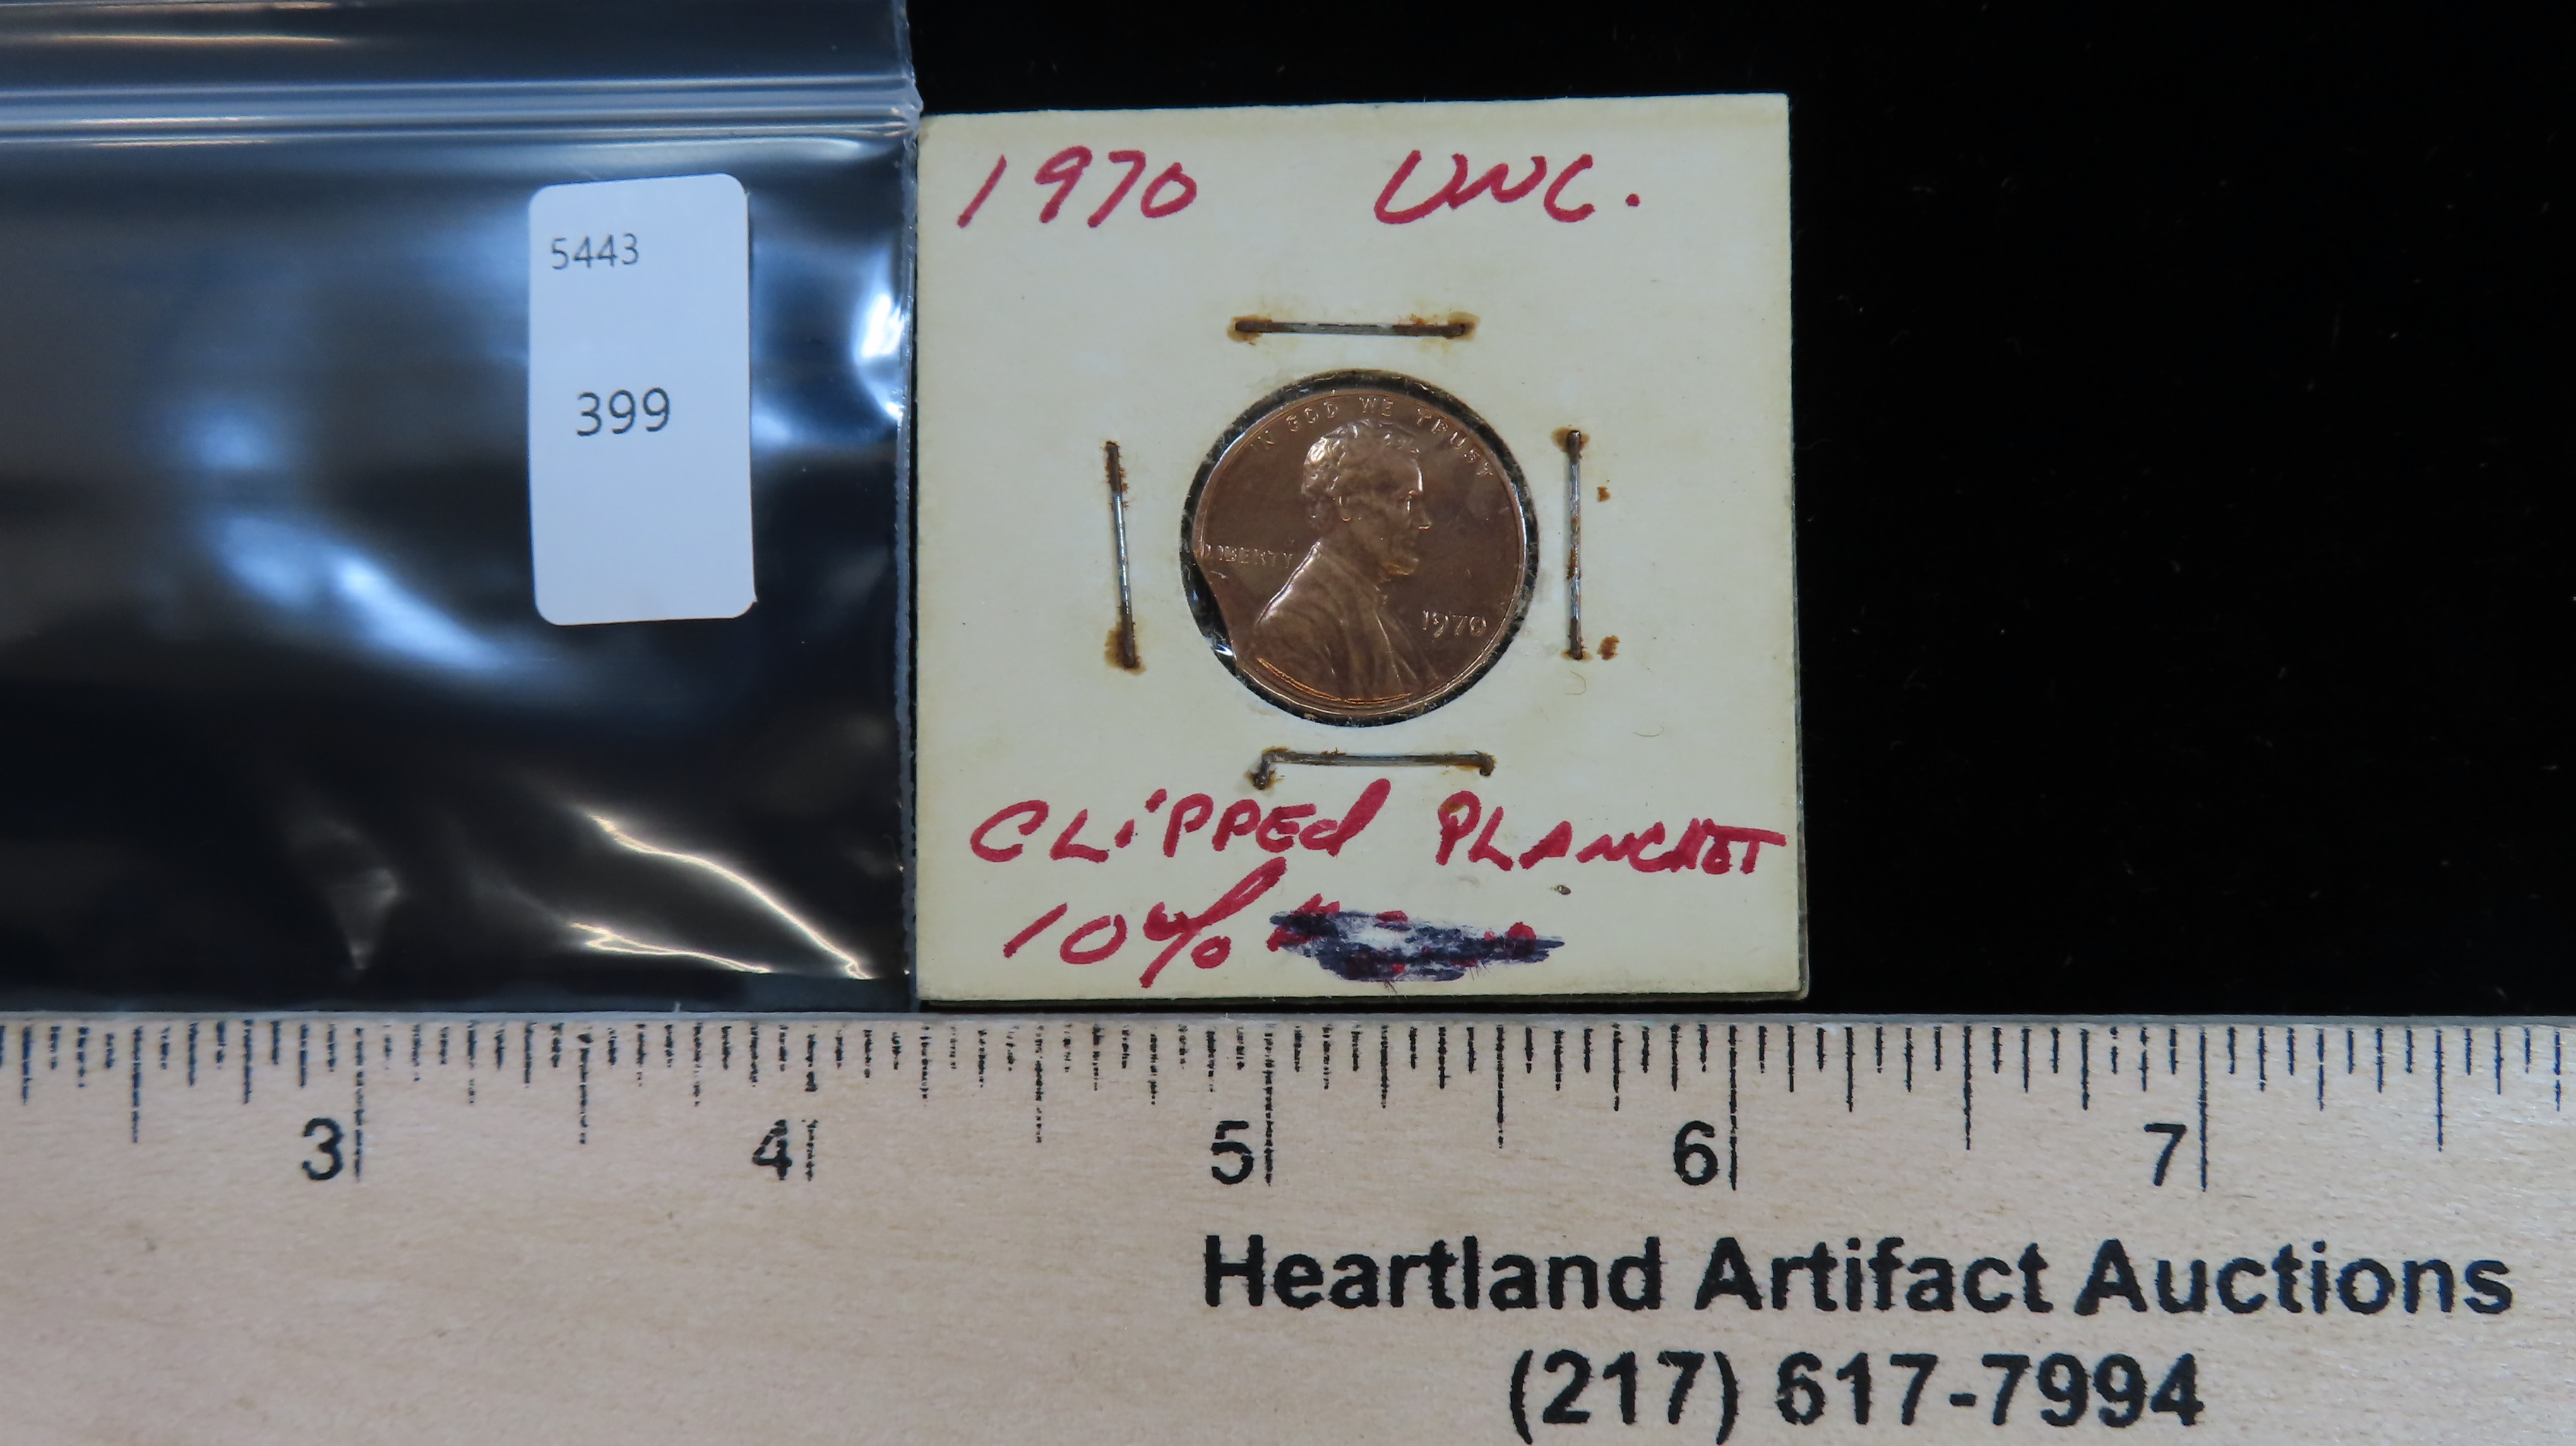 5443
399
1970 UNC.
IN GOD WE TRUST
LIBERTY
1970
CLiPPEd PLANCHET
10%
3 4 5 6 7
Heartland Artifact Auctions
(217) 617-7994